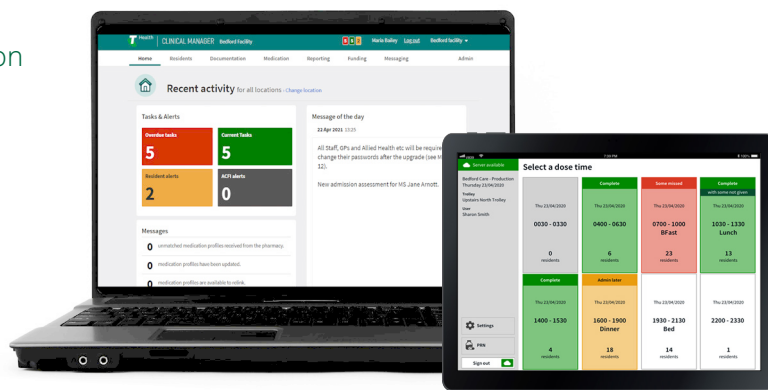 on
T Health CLINICAL MANAGER Bedford Facility 5 5 2 Maria Bailey Log out Bedford facility
Home Residents Documentation Medication Reporting Funding Messaging Admin
Recent activity for all locations - Change location
Tasks & Alerts
Overdue tasks
5
Current Tasks
5
Resident alerts
2
ACFI alerts
0
Messages
0 unmatched medication profiles received from the pharmacy.
0 medication profiles have been updated.
0 medication profiles are available to relink.
Message of the day
22 Apr 2021 13:25
All Staff, GPs and Allied Health etc will be require
change their passwords after the upgrade (see M
12).
New admission assessment for MS Jane Arnott.
7:34 PM
100%
Server available
Bedford Care - Production
Thursday 23/04/2020
Trolley
Upstairs North Trolley
User
Sharon Smith
Settings
PRN
Sign out
Select a dose time
Thu 23/04/2020
0030 - 0330
0
residents
Complete
Thu 23/04/2020
0400 - 0630
6
residents
Some missed
Thu 23/04/2020
0700 - 1000
BFast
23
residents
Complete
with some not given
Thu 23/04/2020
1030 - 1330
Lunch
13
residents
Complete
Thu 23/04/2020
1400 - 1530
4
residents
Admin later
Thu 23/04/2020
1600 - 1900
Dinner
18
residents
Thu 23/04/2020
1930 - 2130
Bed
14
residents
Thu 23/04/2020
2200 - 2330
1
residents